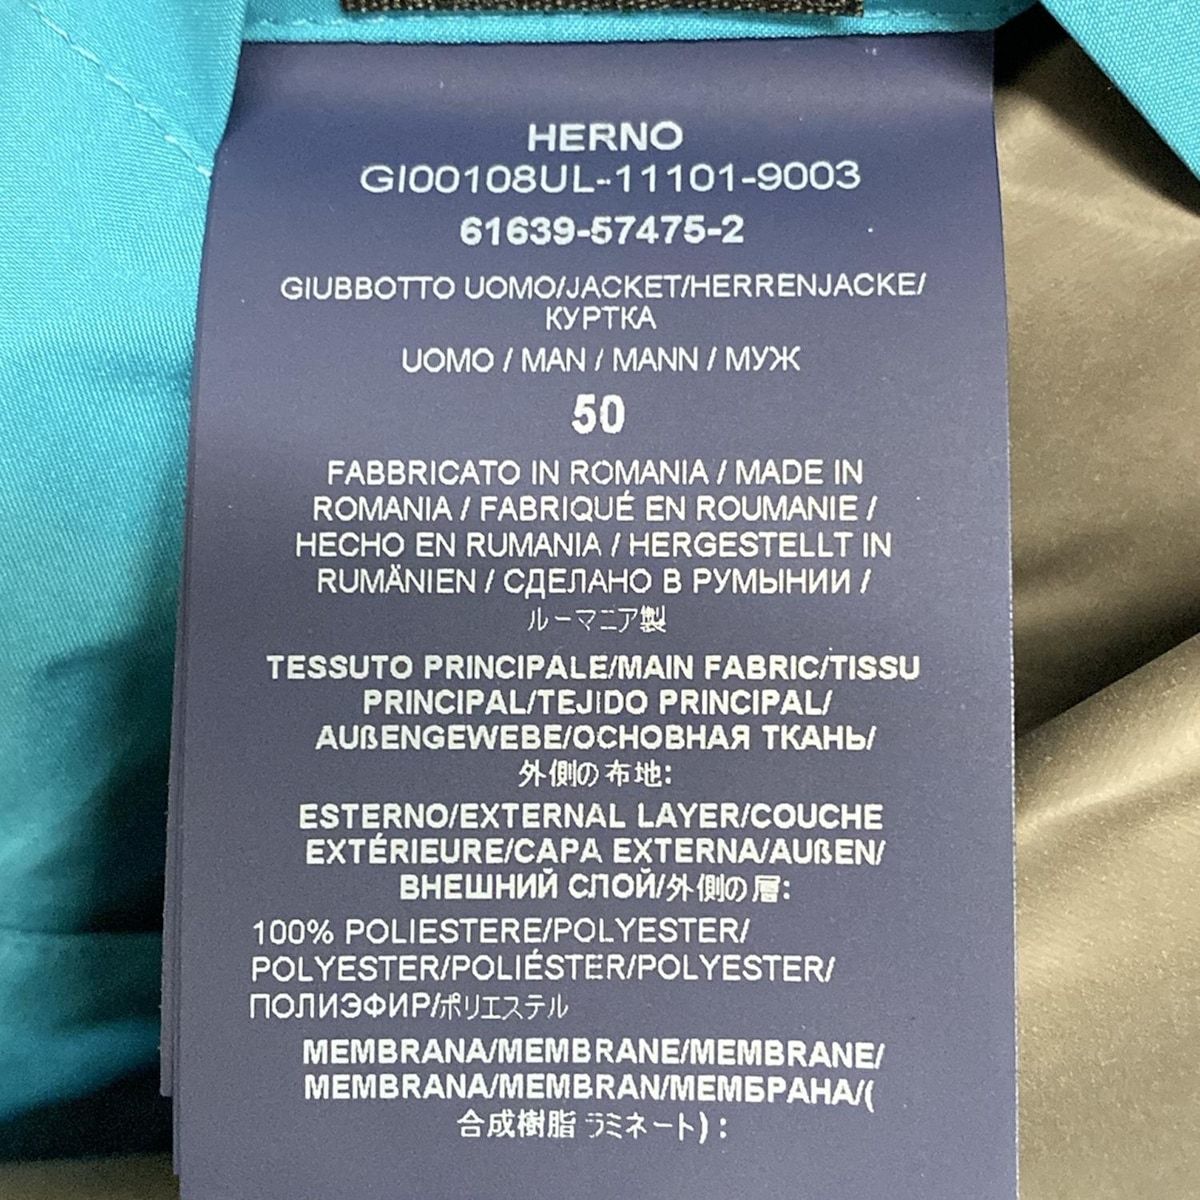 HERNO
GI00108UL-11101-9003
61639-57475-2
GIUBBOTTO UOMO/JACKET/HERRENJACKE/
КУРТКА
UOMO / MAN / MANN / МУЖ
50
FABBRICATO IN ROMANIA / MADE IN
ROMANIA / FABRIQUÉ EN ROUMANIE /
HECHO EN RUMANIA / HERGESTELLT IN
RUMÄNIEN / СДЕЛАНО В РУМЫНИИ /
ルーマニア製
TESSUTO PRINCIPALE/MAIN FABRIC/TISSU
PRINCIPAL/TEJIDO PRINCIPAL/
AUßENGEWEBE/ОСНОВНАЯ ТКАНЬ/
外側の布地:
ESTERNO/EXTERNAL LAYER/COUCHE
EXTÉRIEURE/CAPA EXTERNA/AUßEN/
ВНЕШНИЙ СЛОЙ/外側の層:
100% POLIESTERE/POLYESTER/
POLYESTER/POLIÉSTER/POLYESTER/
ПОЛИЭФИР/ポリエステル
MEMBRANA/MEMBRANE/MEMBRANE/
MEMBRANA/MEMBRAN/МЕМБРАНА/(
合成樹脂ラミネート):